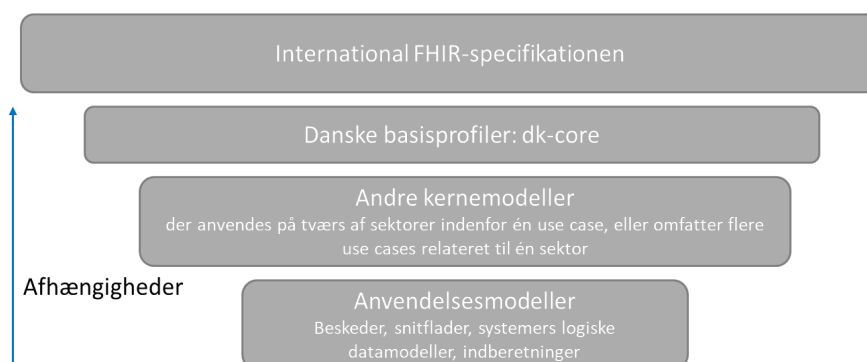 International FHIR-specifikationen
Danske basisprofiler: dk-core
Andre kernemodeller
der anvendes på tværs af sektorer indenfor én use case, eller omfatter flere
use cases relateret til én sektor
Afhængigheder
Anvendelsesmodeller
Beskeder, snitflader, systemers logiske
datamodeller, indberetninger